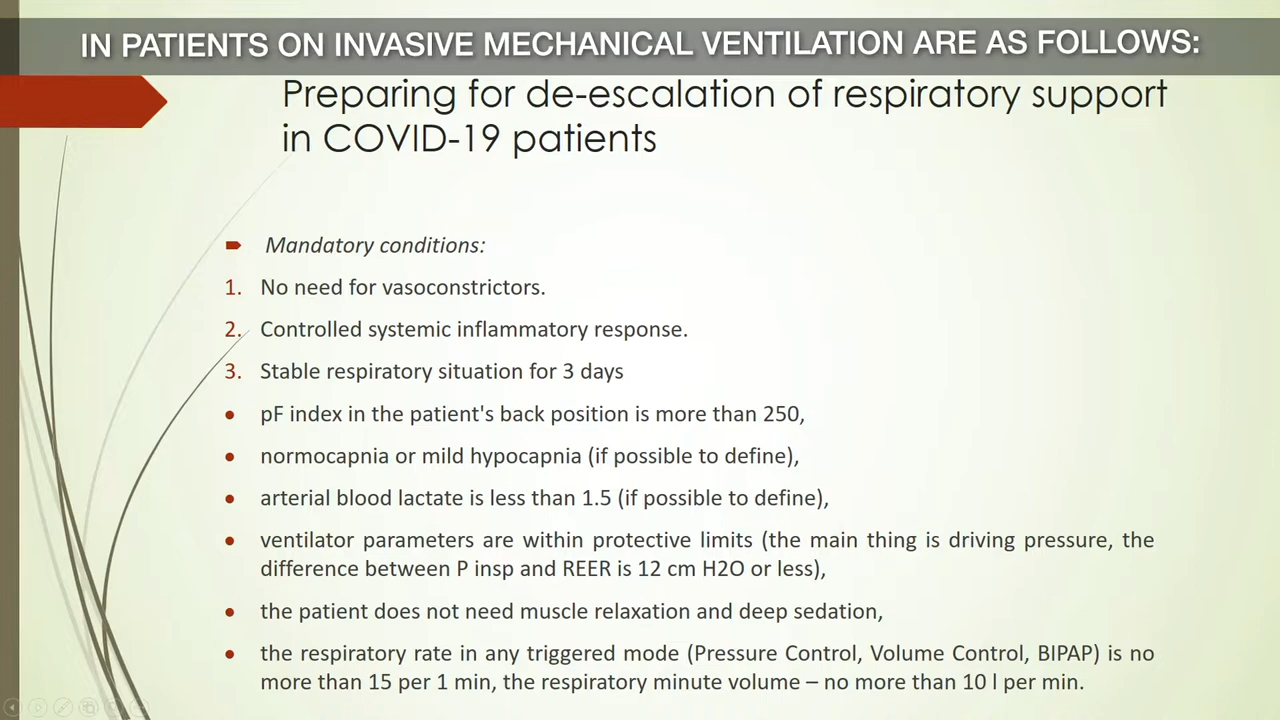 IN PATIENTS ON INVASIVE MECHANICAL VENTILATION ARE AS FOLLOWS:
Preparing for de-escalation of respiratory support
in COVID-19 patients
Mandatory conditions:
1. No need for vasoconstrictors.
2. Controlled systemic inflammatory response.
3. Stable respiratory situation for 3 days
• pF index in the patient's back position is more than 250,
• normocapnia or mild hypocapnia (if possible to define),
• arterial blood lactate is less than 1.5 (if possible to define),
• ventilator parameters are within protective limits (the main thing is driving pressure, the
difference between P insp and REER is 12 cm H2O or less),
• the patient does not need muscle relaxation and deep sedation,
• the respiratory rate in any triggered mode (Pressure Control, Volume Control, BIPAP) is no
more than 15 per 1 min, the respiratory minute volume – no more than 10 l per min.